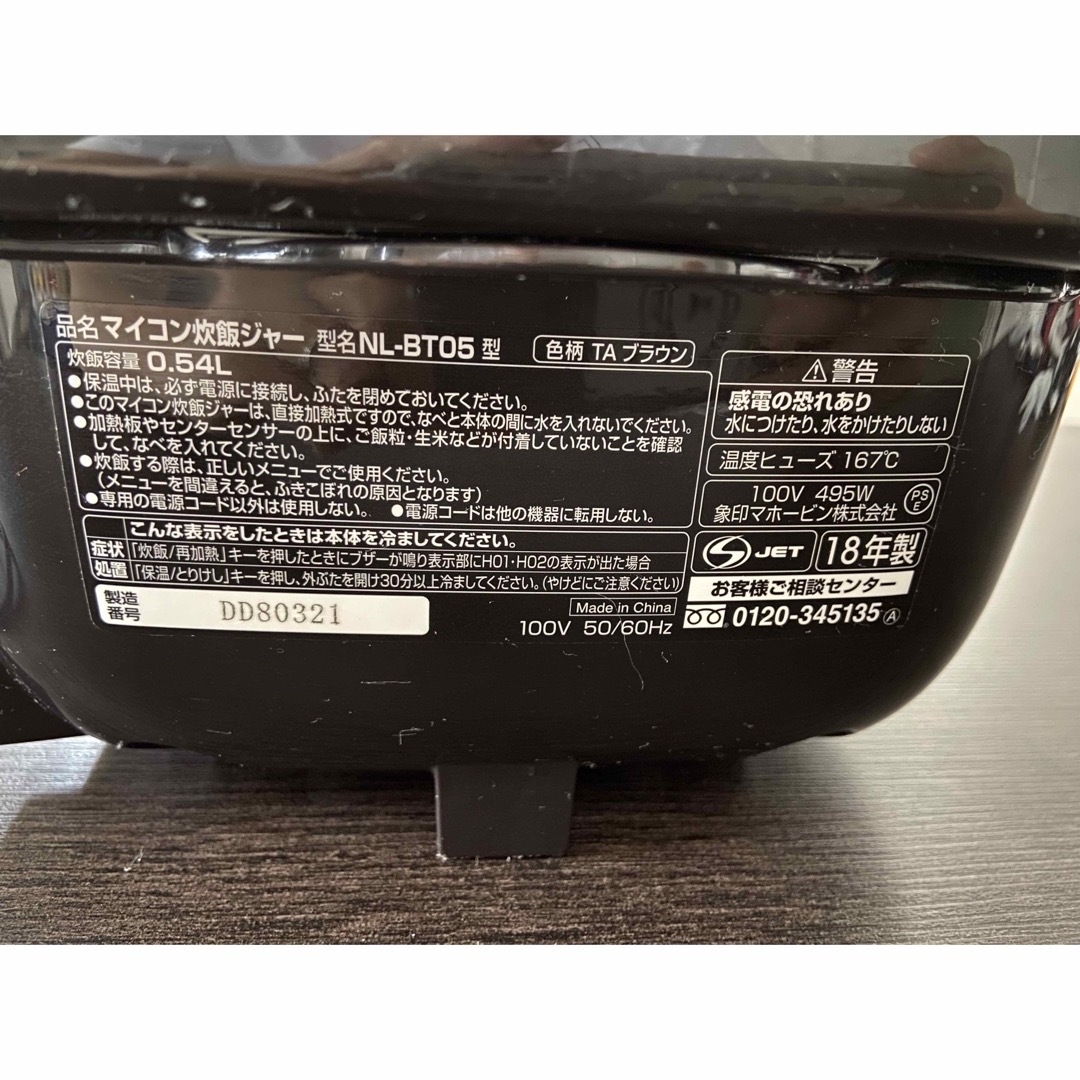 品名 マイコン炊飯ジャー 型名 NL-BT05 型 色柄 TA ブラウン
炊飯容量 0.54L
●保温中は、必ず電源に接続し、ふたを閉めておいてください。
●このマイコン炊飯ジャーは、直接加熱式ですので、なべと本体の間に水を入れないでください。
●加熱板やセンターセンサーの上に、ご飯粒・生米などが付着していないことを確認
して、なべを入れてください。
●炊飯する際は、正しいメニューでご使用ください。
(メニューを間違えると、ふきこぼれの原因となります)
●専用の電源コード以外は使用しない。 ●電源コードは他の機器に転用しない。
こんな表示をしたときは本体を冷ましてください。
症状 「炊飯/再加熱」キーを押したときにブザーが鳴り表示部にH01・H02の表示が出た場合
処置 「保温/とりけし」キーを押し、外ぶたを開け30分以上冷ましてください。(やけどにご注意ください)
製造
番号 DD80321
Made in China
100V 50/60Hz
⚠警告
感電の恐れあり
水につけたり、水をかけたりしない
温度ヒューズ 167℃
100V 495W
象印マホービン株式会社
PS
E
S JET 18年製
お客様ご相談センター
0120-345135 Ⓐ